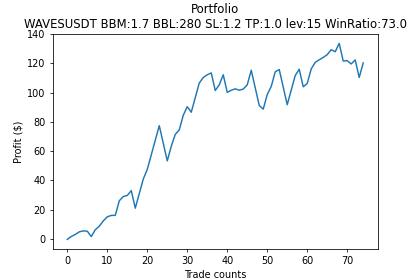 Portfolio
WAVESUSDT BBM:1.7 BBL:280 SL:1.2 TP:1.0 lev:15 WinRatio:73.0
140
120
100
80
60
40
20
0
Profit ($)
0 10 20 30 40 50 60 70
Trade counts